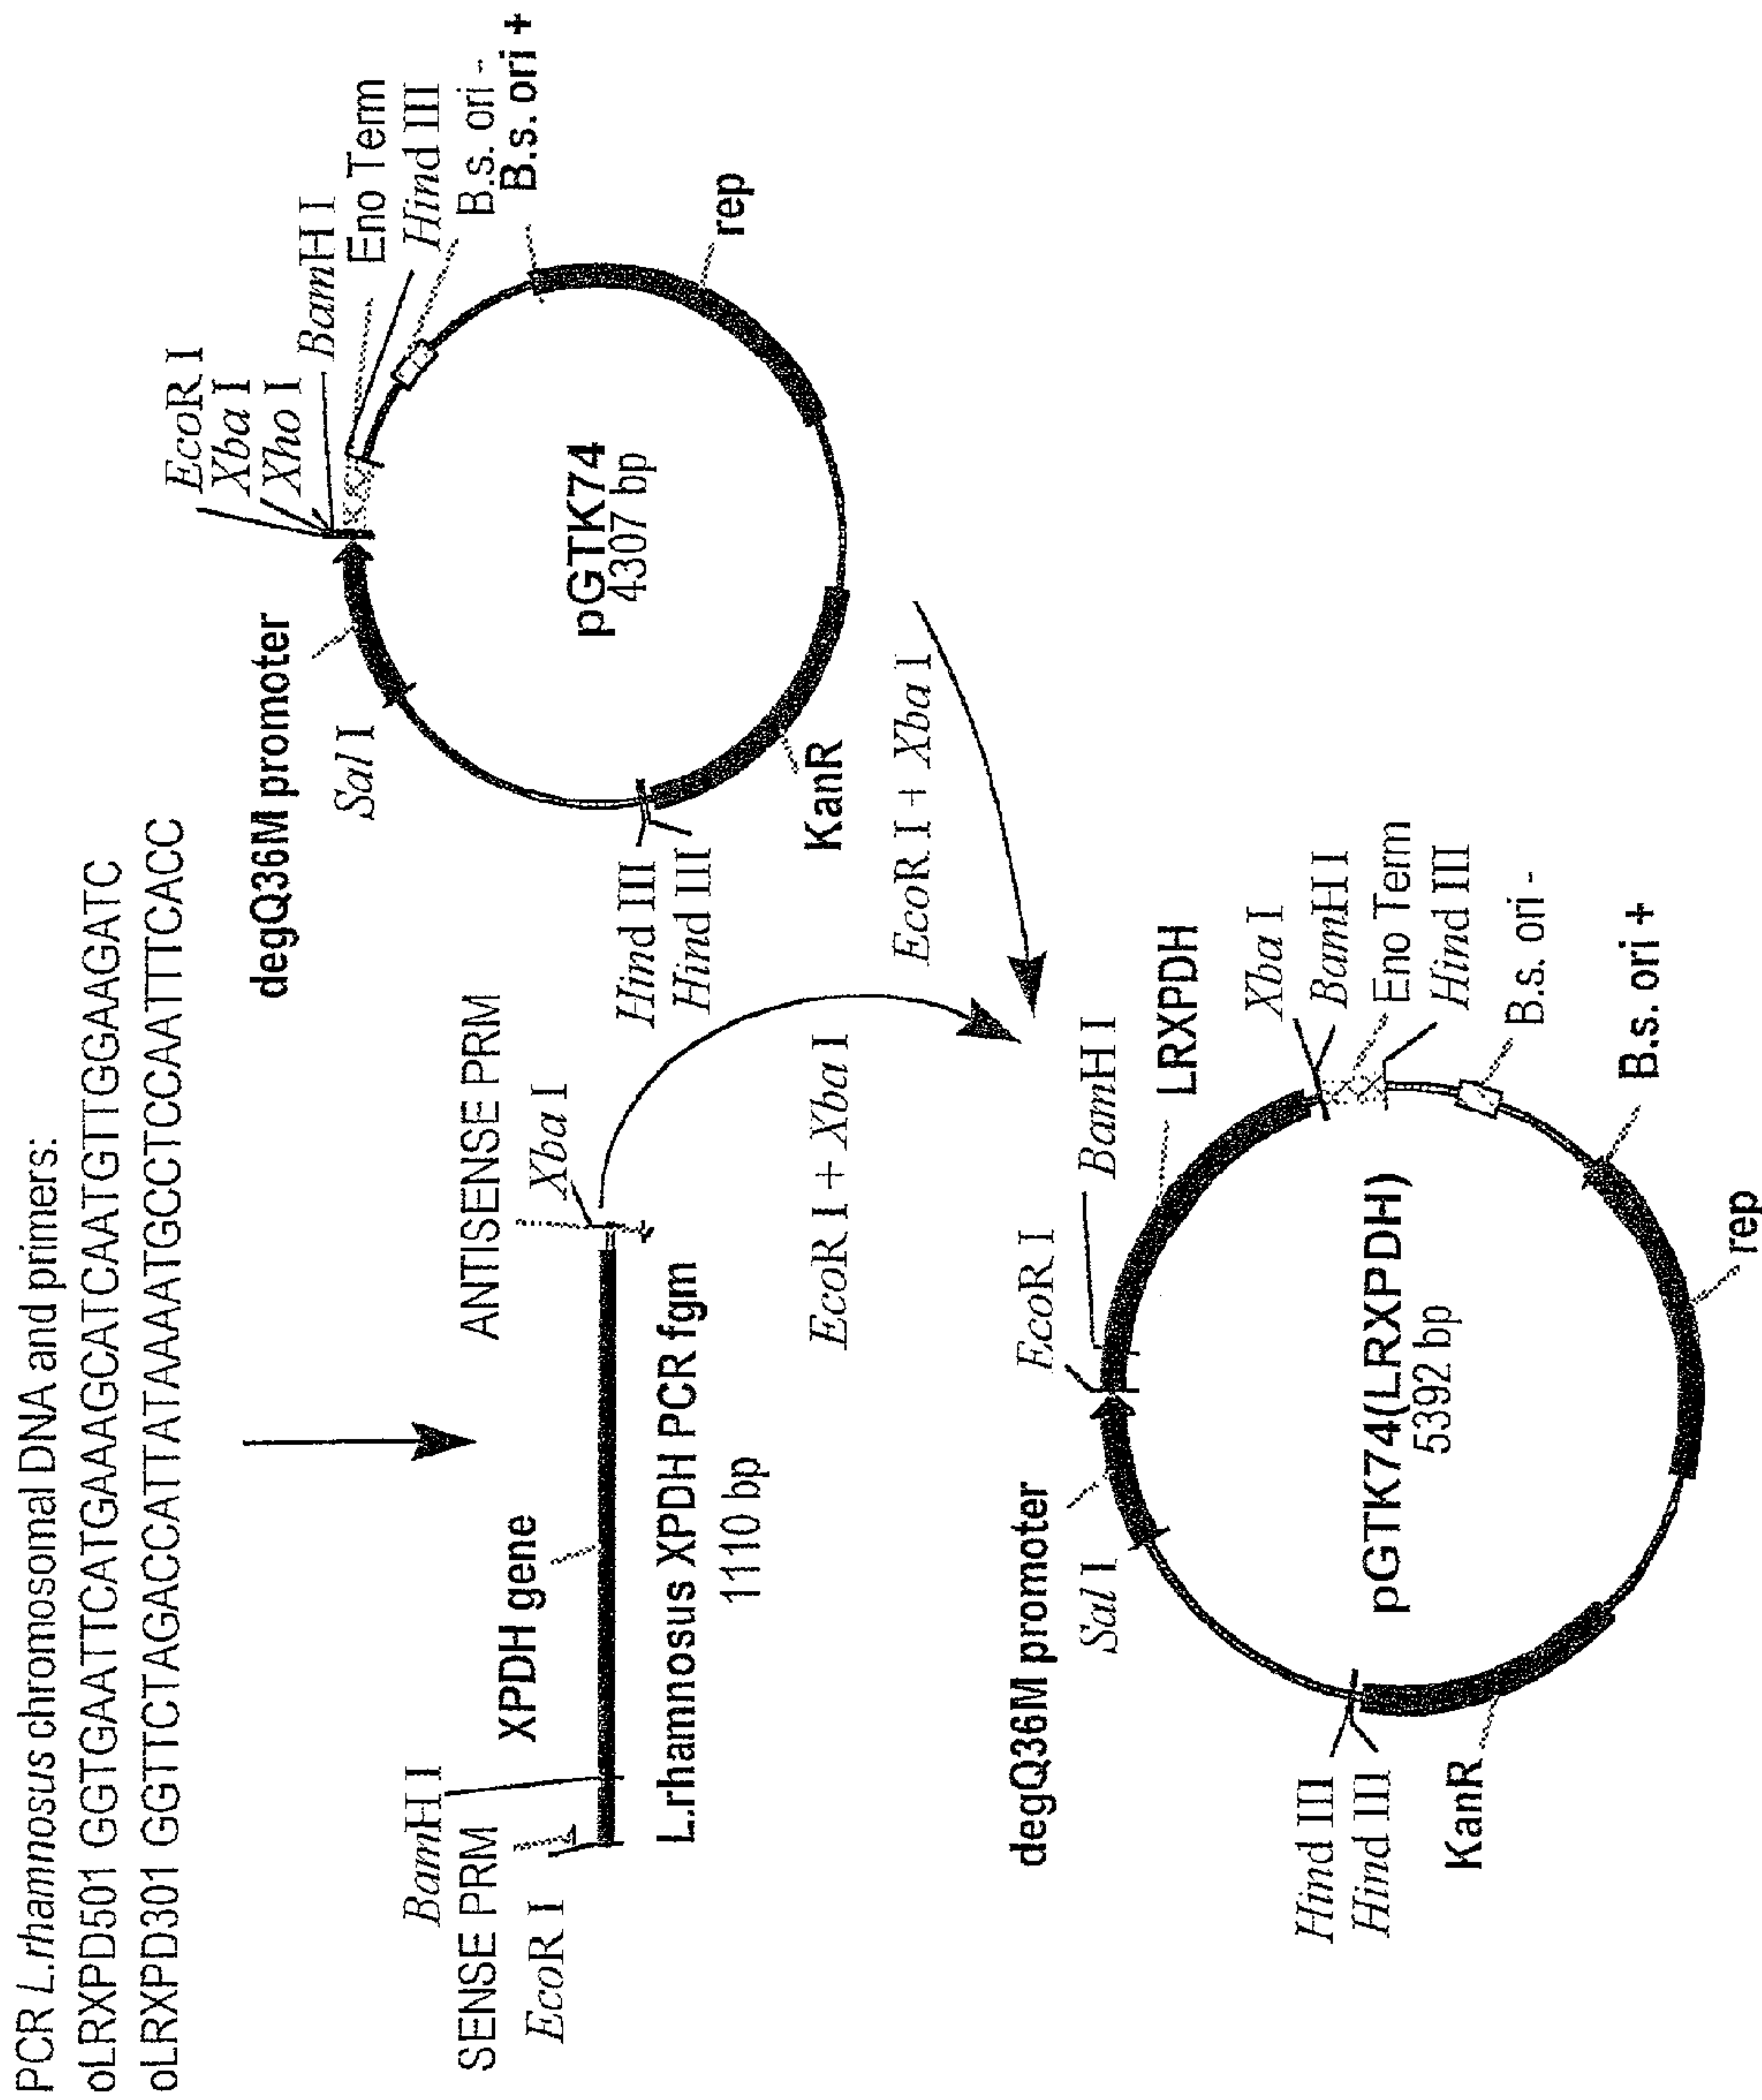 PCR L.rhamnosus chromosomal DNA and primers:
oLRXPD501 GGTGAATTCATGAAAGCATCAATGTTGGAAGATC
oLRXPD301 GGTTCTAGACCATTATAAAATGCCTCCAATTTCACC
BamH I
SENSE PRM
EcoR I
XPDH gene
ANTISENSE PRM
Xba I
L.rhamnosus XPDH PCR fgm
1110 bp
EcoR I + Xba I
degQ36M promoter
Sal I
EcoR I
Xba I
Xho I
BamH I
Eno Term
Hind III
B.s. ori -
B.s. ori +
pGTK74
4307 bp
rep
Hind III
Hind III
KanR
EcoR I + Xba I
degQ36M promoter
Sal I
EcoR I
BamH I
LRXPDH
Xba I
BamH I
Eno Term
Hind III
B.s. ori -
B.s. ori +
pGTK74(LRXPDH)
5392 bp
Hind III
Hind III
KanR
rep